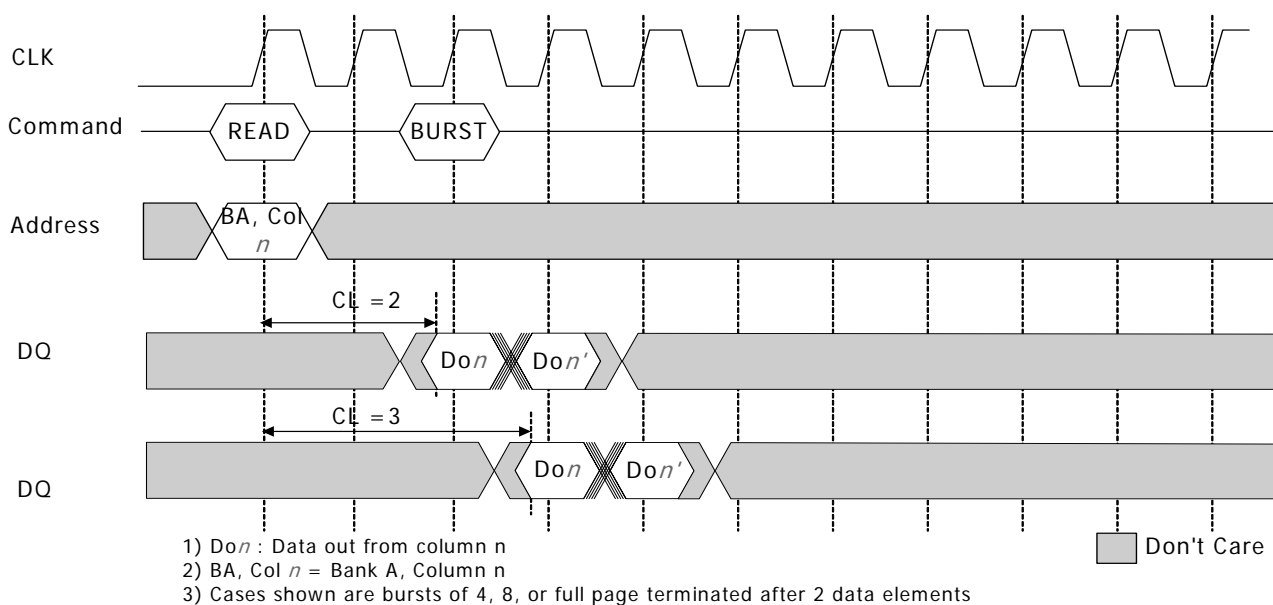 CLK
Command
READ
BURST
Address
BA, Col
n
CL = 2
DQ
Don
Don'
CL = 3
DQ
Don
Don'
1) Don : Data out from column n
2) BA, Col n = Bank A, Column n
3) Cases shown are bursts of 4, 8, or full page terminated after 2 data elements
Don't Care